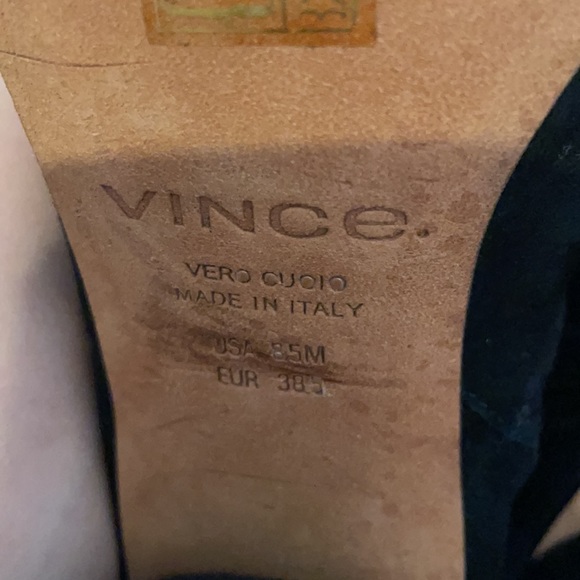 VINCE.
VERO CUOIO
MADE IN ITALY
USA 8.5M
EUR 38.5